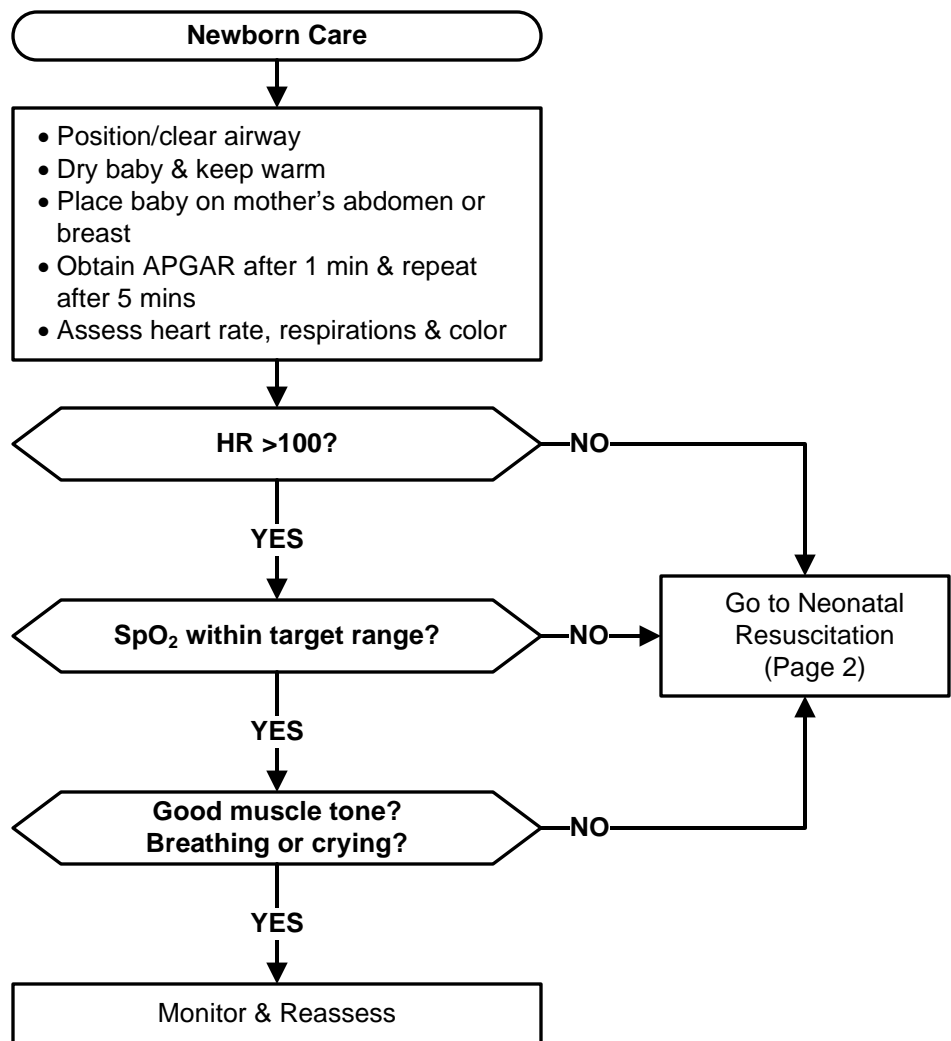 Newborn Care
• Position/clear airway
• Dry baby & keep warm
• Place baby on mother’s abdomen or
breast
• Obtain APGAR after 1 min & repeat
after 5 mins
• Assess heart rate, respirations & color
HR >100?
NO
YES
Go to Neonatal
Resuscitation
(Page 2)
SpO₂ within target range?
NO
YES
Good muscle tone?
Breathing or crying?
NO
YES
Monitor & Reassess